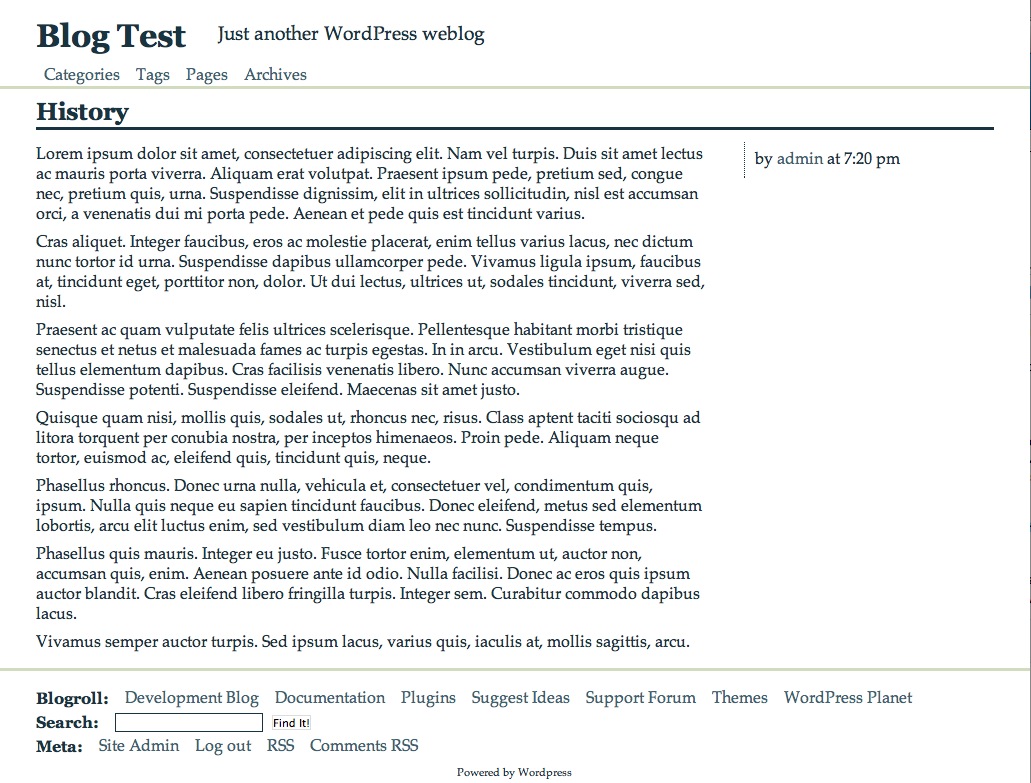 Blog Test Just another WordPress weblog
Categories Tags Pages Archives
History
Lorem ipsum dolor sit amet, consectetuer adipiscing elit. Nam vel turpis. Duis sit amet lectus
ac mauris porta viverra. Aliquam erat volutpat. Praesent ipsum pede, pretium sed, congue
nec, pretium quis, urna. Suspendisse dignissim, elit in ultrices sollicitudin, nisl est accumsan
orci, a venenatis dui mi porta pede. Aenean et pede quis est tincidunt varius.
Cras aliquet. Integer faucibus, eros ac molestie placerat, enim tellus varius lacus, nec dictum
nunc tortor id urna. Suspendisse dapibus ullamcorper pede. Vivamus ligula ipsum, faucibus
at, tincidunt eget, porttitor non, dolor. Ut dui lectus, ultrices ut, sodales tincidunt, viverra sed,
nisl.
Praesent ac quam vulputate felis ultrices scelerisque. Pellentesque habitant morbi tristique
senectus et netus et malesuada fames ac turpis egestas. In in arcu. Vestibulum eget nisi quis
tellus elementum dapibus. Cras facilisis venenatis libero. Nunc accumsan viverra augue.
Suspendisse potenti. Suspendisse eleifend. Maecenas sit amet justo.
Quisque quam nisi, mollis quis, sodales ut, rhoncus nec, risus. Class aptent taciti sociosqu ad
litora torquent per conubia nostra, per inceptos himenaeos. Proin pede. Aliquam neque
tortor, euismod ac, eleifend quis, tincidunt quis, neque.
Phasellus rhoncus. Donec urna nulla, vehicula et, consectetuer vel, condimentum quis,
ipsum. Nulla quis neque eu sapien tincidunt faucibus. Donec eleifend, metus sed elementum
lobortis, arcu elit luctus enim, sed vestibulum diam leo nec nunc. Suspendisse tempus.
Phasellus quis mauris. Integer eu justo. Fusce tortor enim, elementum ut, auctor non,
accumsan quis, enim. Aenean posuere ante id odio. Nulla facilisi. Donec ac eros quis ipsum
auctor blandit. Cras eleifend libero fringilla turpis. Integer sem. Curabitur commodo dapibus
lacus.
Vivamus semper auctor turpis. Sed ipsum lacus, varius quis, iaculis at, mollis sagittis, arcu.
by admin at 7:20 pm
Blogroll: Development Blog Documentation Plugins Suggest Ideas Support Forum Themes WordPress Planet
Search: Find It!
Meta: Site Admin Log out RSS Comments RSS
Powered by Wordpress